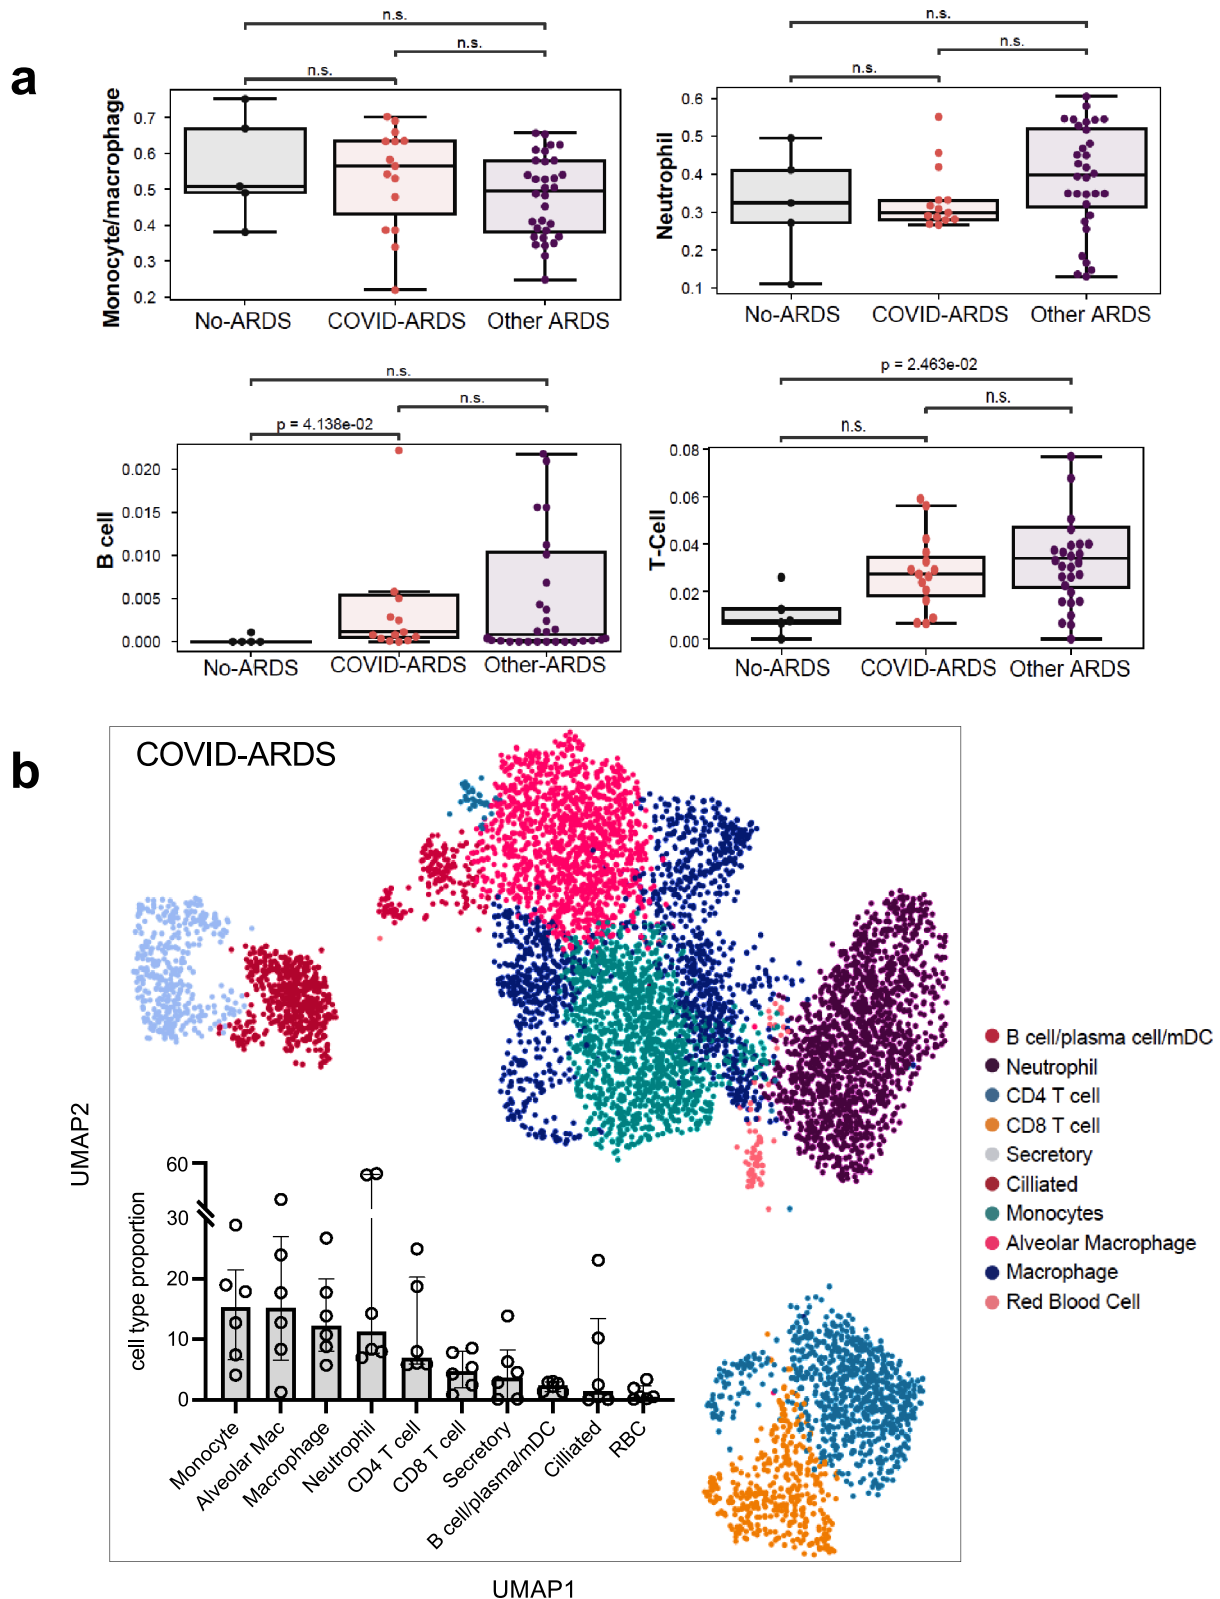 a
n.s.
n.s.
n.s.
Monocyte/macrophage
0.7
0.6
0.5
0.4
0.3
0.2
No-ARDS COVID-ARDS Other ARDS
n.s.
n.s.
n.s.
Neutrophil
0.6
0.5
0.4
0.3
0.2
0.1
No-ARDS COVID-ARDS Other ARDS
n.s.
n.s.
p = 4.138e-02
B cell
0.020
0.015
0.010
0.005
0.000
No-ARDS COVID-ARDS Other-ARDS
p = 2.463e-02
n.s.
n.s.
T-Cell
0.08
0.06
0.04
0.02
0.00
No-ARDS COVID-ARDS Other ARDS
b
COVID-ARDS
UMAP2
cell type proportion
60
30
20
10
0
Monocyte
Alveolar Mac
Macrophage
Neutrophil
CD4 T cell
CD8 T cell
Secretory
B cell/plasma/mDC
Cilliated
RBC
UMAP1
B cell/plasma cell/mDC
Neutrophil
CD4 T cell
CD8 T cell
Secretory
Cilliated
Monocytes
Alveolar Macrophage
Macrophage
Red Blood Cell